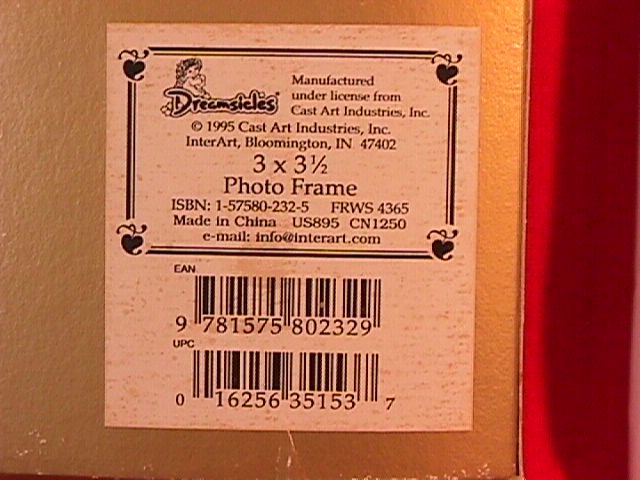 Dreamsicles
Manufactured
under license from
Cast Art Industries, Inc.
© 1995 Cast Art Industries, Inc.
InterArt, Bloomington, IN 47402
3 x 3½
Photo Frame
ISBN: 1-57580-232-5 FRWS 4365
Made in China US895 CN1250
e-mail: info@interart.com
EAN
9 781575 802329
UPC
0 16256 35153 7